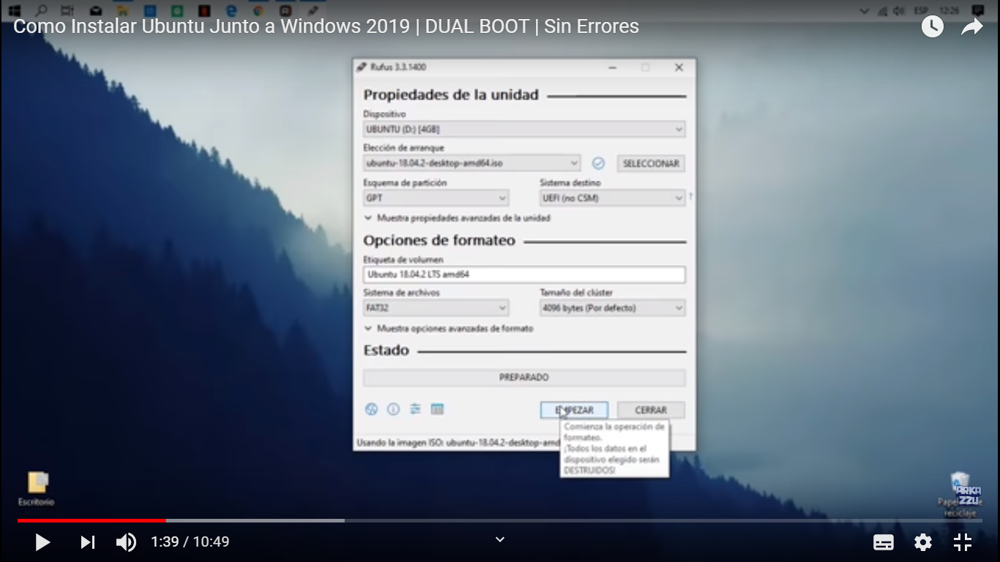 ESP 12:26
Como Instalar Ubuntu Junto a Windows 2019 | DUAL BOOT | Sin Errores
Rufus 3.3.1400
Propiedades de la unidad
Dispositivo
UBUNTU (D:) [4GB]
Elección de arranque
ubuntu-18.04.2-desktop-amd64.iso
SELECCIONAR
Esquema de partición
Sistema destino
GPT
UEFI (no CSM)
?
Muestra propiedades avanzadas de la unidad
Opciones de formateo
Etiqueta de volumen
Ubuntu 18.04.2 LTS amd64
Sistema de archivos
Tamaño del clúster
FAT32
4096 bytes (Por defecto)
Muestra opciones avanzadas de formato
Estado
PREPARADO
EMPEZAR
CERRAR
Comienza la operación de
formateo.
¡Todos los datos en el
dispositivo elegido serán
DESTRUIDOS!
Usando la imagen ISO: ubuntu-18.04.2-desktop-amd
Escritorio
ARKA
ZZU
reciclaje
1:39 / 10:49